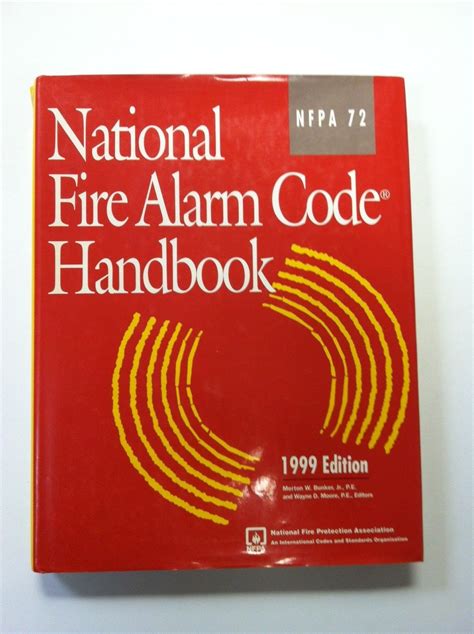 NFPA 72
National
Fire Alarm Code®
Handbook
1999 Edition
Merton W. Bunker, Jr., P.E.
and Wayne D. Moore, P.E., Editors
NFPA
National Fire Protection Association
An International Codes and Standards Organization